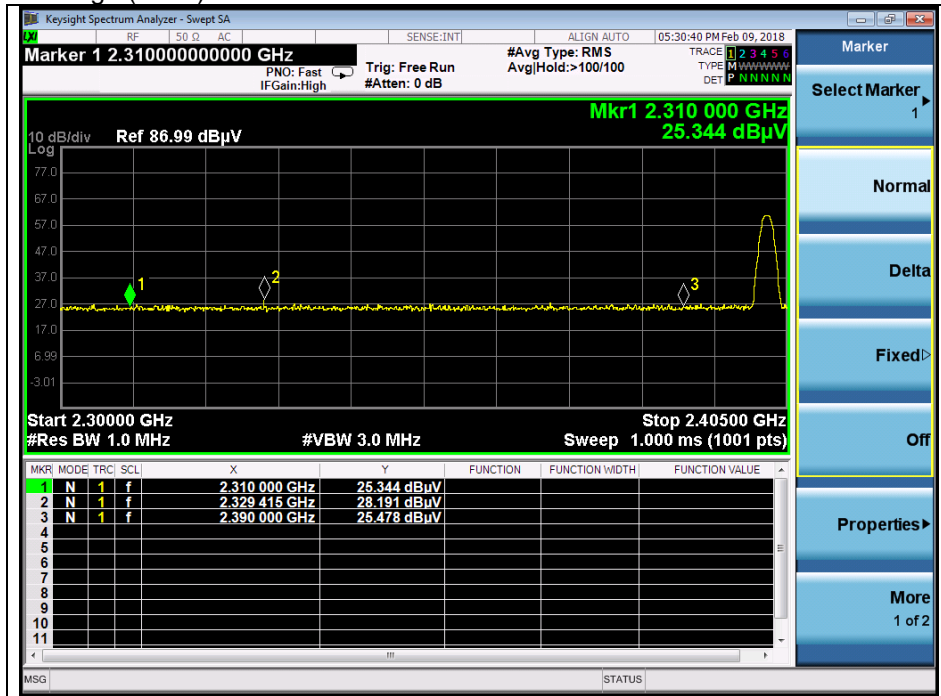 Keysight Spectrum Analyzer - Swept SA
LXI RF 50 Ω AC SENSE:INT ALIGN AUTO 05:30:40 PM Feb 09, 2018
Marker 1 2.310000000000 GHz
PNO: Fast
IFGain:High
Trig: Free Run
#Atten: 0 dB
#Avg Type: RMS
Avg|Hold:>100/100
TRACE 1 2 3 4 5 6
TYPE M W W W W W
DET P N N N N N
Mkr1 2.310 000 GHz
25.344 dBµV
10 dB/div Ref 86.99 dBµV
Log
77.0
67.0
57.0
47.0
37.0
27.0
17.0
6.99
-3.01
1
2
3
Start 2.30000 GHz Stop 2.40500 GHz
#Res BW 1.0 MHz #VBW 3.0 MHz Sweep 1.000 ms (1001 pts)
MKR MODE TRC SCL X Y FUNCTION FUNCTION WIDTH FUNCTION VALUE
1 N 1 f 2.310 000 GHz 25.344 dBµV
2 N 1 f 2.329 415 GHz 28.191 dBµV
3 N 1 f 2.390 000 GHz 25.478 dBµV
4
5
6
7
8
9
10
11
MSG STATUS
Marker
Select Marker
1
Normal
Delta
Fixed
Off
Properties
More
1 of 2